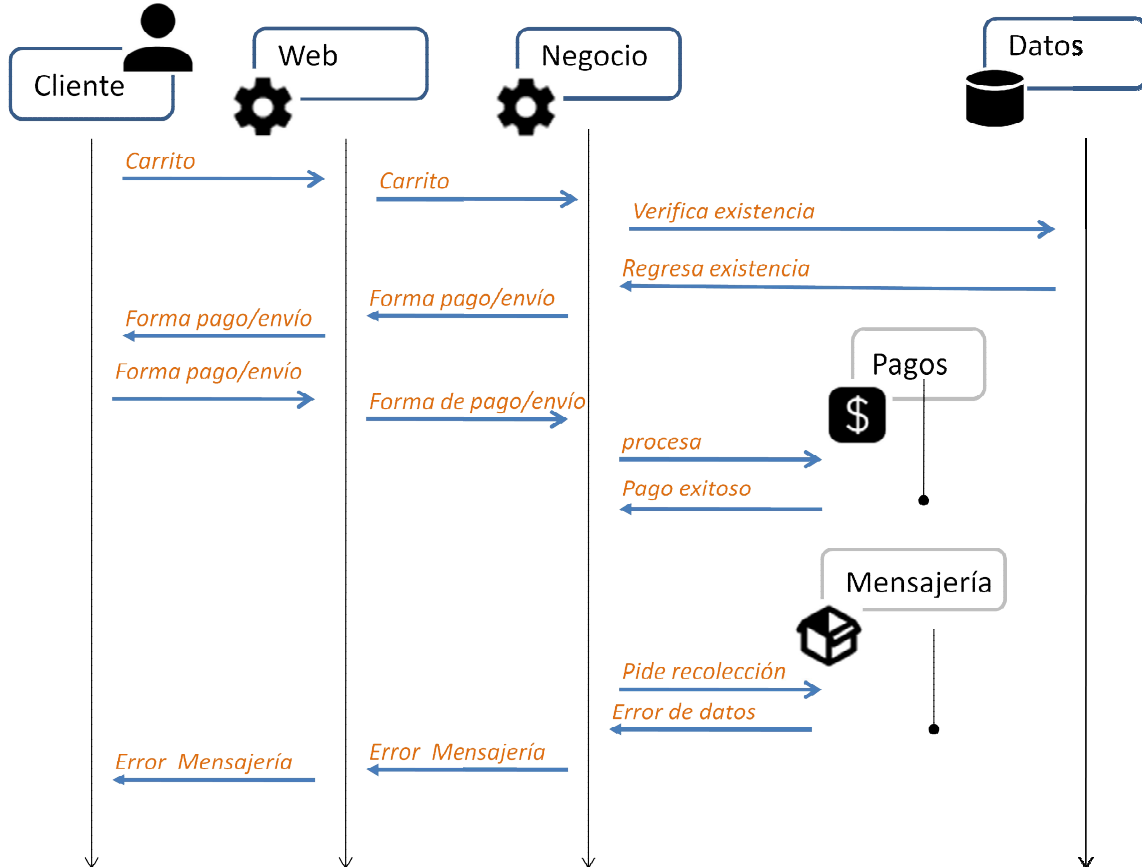 Cliente
Web
Negocio
Datos
Carrito
Carrito
Verifica existencia
Regresa existencia
Forma pago/envío
Forma pago/envío
Forma pago/envío
Forma de pago/envío
Pagos
$
procesa
Pago exitoso
Mensajería
Pide recolección
Error de datos
Error Mensajería
Error Mensajería